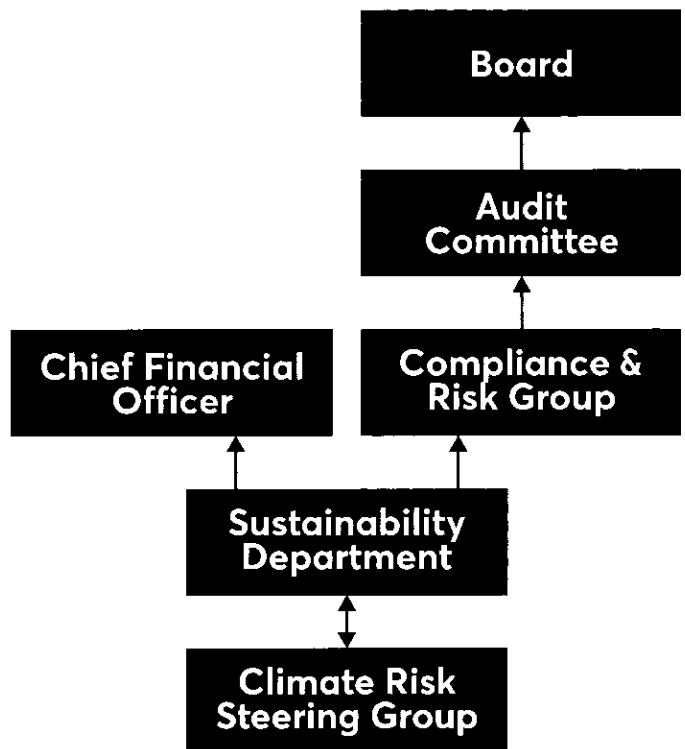 Board
Audit
Committee
Chief Financial
Officer
Compliance &
Risk Group
Sustainability
Department
Climate Risk
Steering Group